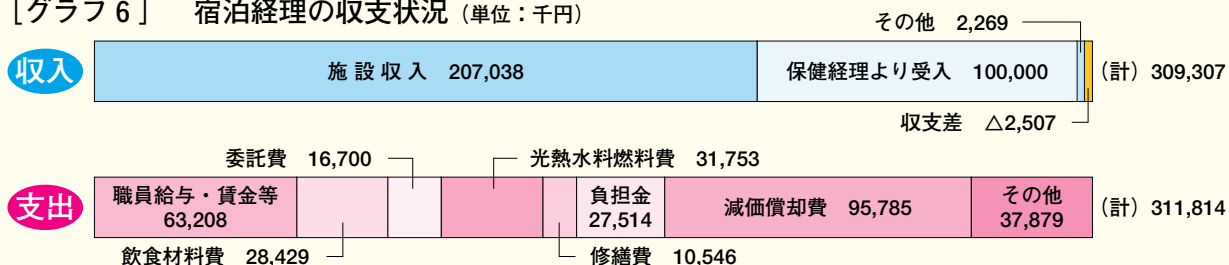 ［グラフ６］　宿泊経理の収支状況（単位：千円）
その他　2,269
収入
施 設 収 入　207,038
保健経理より受入　100,000
（計）309,307
収支差　△2,507
委託費　16,700
光熱水料燃料費　31,753
支出
職員給与・賃金等
63,208
負担金
27,514
減価償却費　95,785
その他
37,879
（計）311,814
飲食材料費　28,429
修繕費　10,546